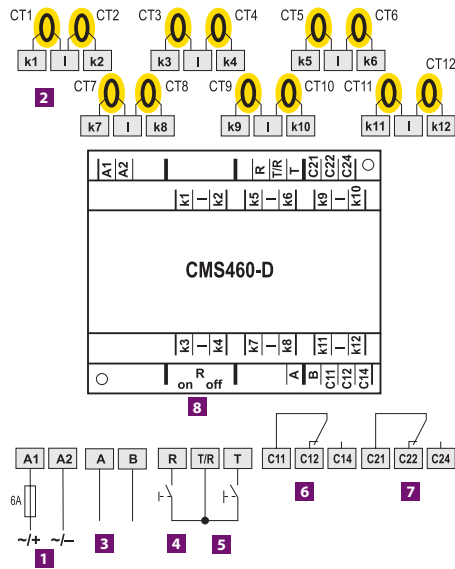 CT1 CT2 CT3 CT4 CT5 CT6
k1 l k2 k3 l k4 k5 l k6
2
CT7 CT8 CT9 CT10 CT11 CT12
k7 l k8 k9 l k10 k11 l k12
A1 A2 R T/R T C21 C22 C24
k1 l k2 k5 l k6 k9 l k10
CMS460-D
k3 l k4 k7 l k8 k11 l k12
R
on off
A B C11 C12 C14
8
A1 A2 A B R T/R T C11 C12 C14 C21 C22 C24
6A
6 7
~/+ ~/–
1 3 4 5